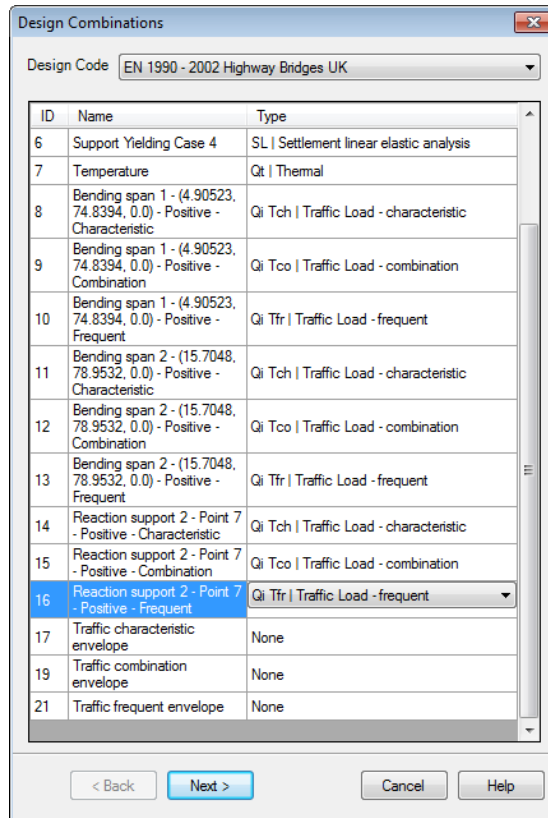 Design Combinations
Design Code EN 1990 - 2002 Highway Bridges UK
ID Name Type
6 Support Yielding Case 4 SL | Settlement linear elastic analysis
7 Temperature Qt | Thermal
Bending span 1 - (4.90523,
8 74.8394, 0.0) - Positive - Qi Tch | Traffic Load - characteristic
Characteristic
Bending span 1 - (4.90523,
9 74.8394, 0.0) - Positive - Qi Tco | Traffic Load - combination
Combination
Bending span 1 - (4.90523,
10 74.8394, 0.0) - Positive - Qi Tfr | Traffic Load - frequent
Frequent
Bending span 2 - (15.7048,
11 78.9532, 0.0) - Positive - Qi Tch | Traffic Load - characteristic
Characteristic
Bending span 2 - (15.7048,
12 78.9532, 0.0) - Positive - Qi Tco | Traffic Load - combination
Combination
Bending span 2 - (15.7048,
13 78.9532, 0.0) - Positive - Qi Tfr | Traffic Load - frequent
Frequent
14 Reaction support 2 - Point 7 Qi Tch | Traffic Load - characteristic
- Positive - Characteristic
15 Reaction support 2 - Point 7 Qi Tco | Traffic Load - combination
- Positive - Combination
16 Reaction support 2 - Point 7 Qi Tfr | Traffic Load - frequent
- Positive - Frequent
17 Traffic characteristic None
envelope
19 Traffic combination None
envelope
21 Traffic frequent envelope None
< Back Next > Cancel Help